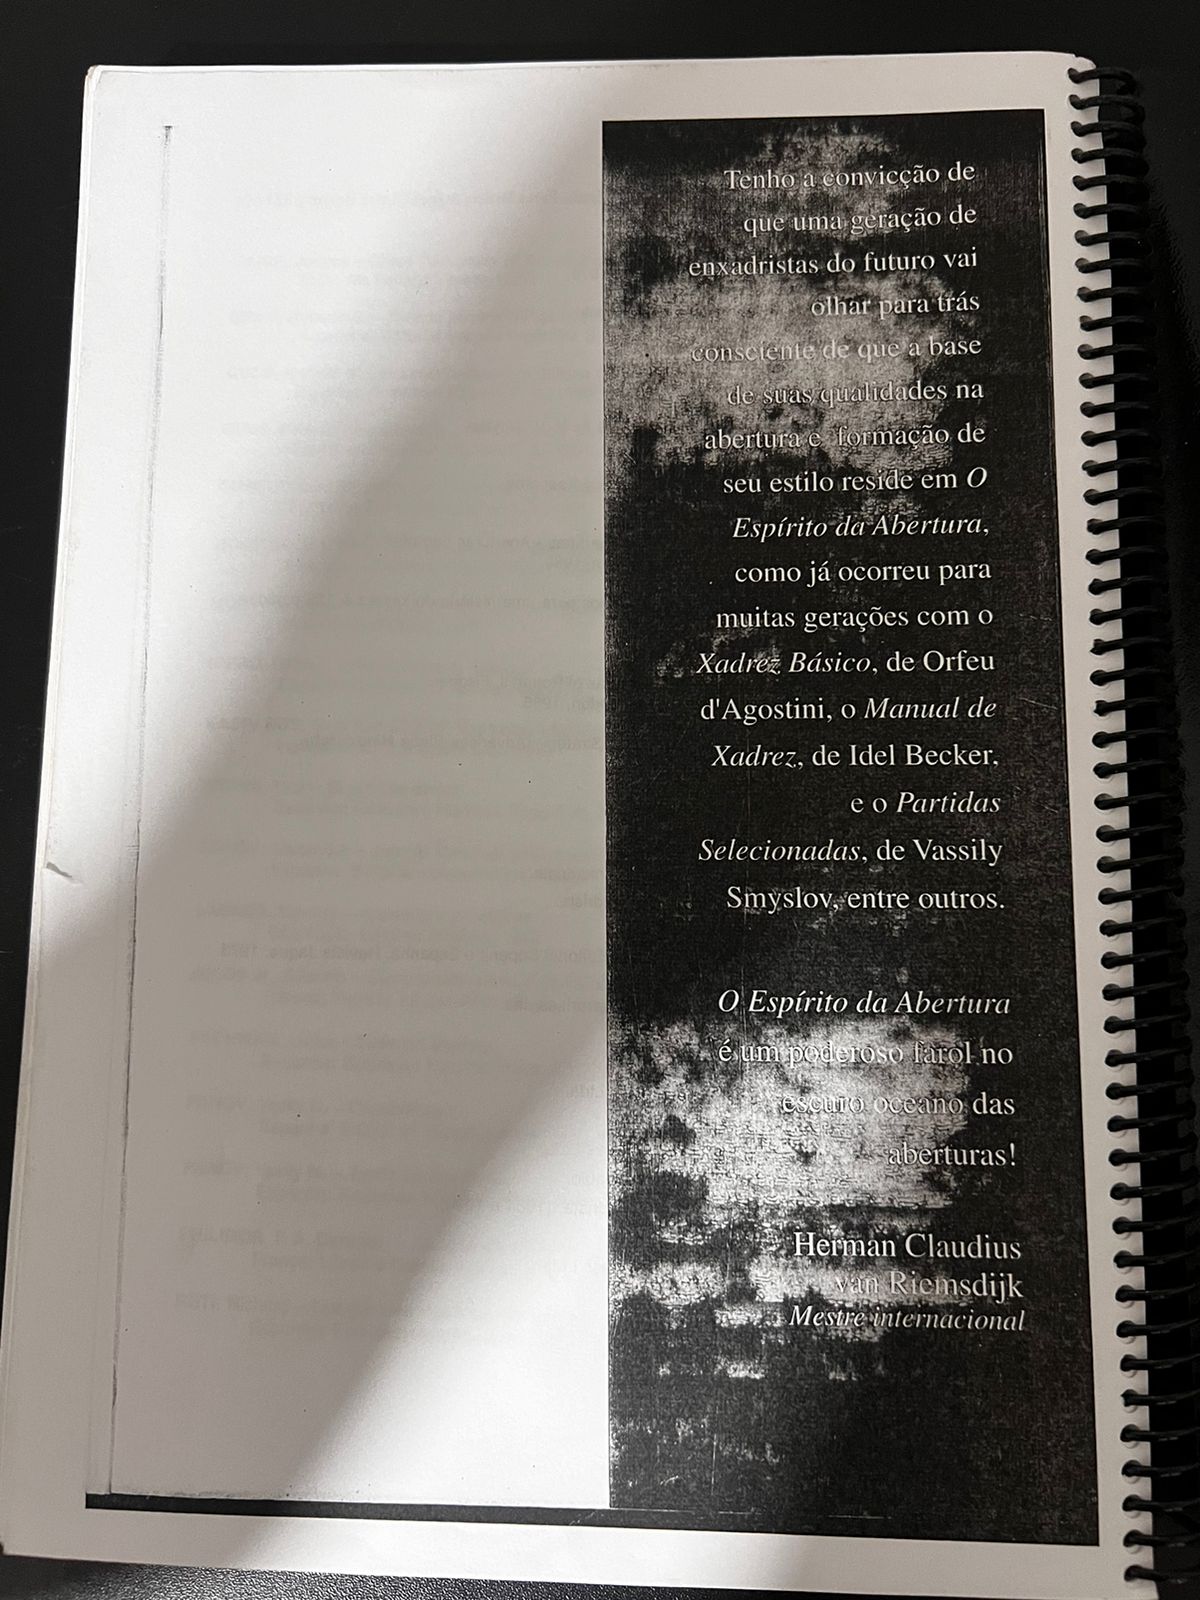 Tenho a convicção de
que uma geração de
enxadristas do futuro vai
olhar para trás
consciente de que a base
de suas qualidades na
abertura e formação de
seu estilo reside em O
Espírito da Abertura,
como já ocorreu para
muitas gerações com o
Xadrez Básico, de Orfeu
d'Agostini, o Manual de
Xadrez, de Idel Becker,
e o Partidas
Selecionadas, de Vassily
Smyslov, entre outros.
O Espírito da Abertura
é um poderoso farol no
escuro oceano das
aberturas!
Herman Claudius
van Riemsdijk
Mestre internacional